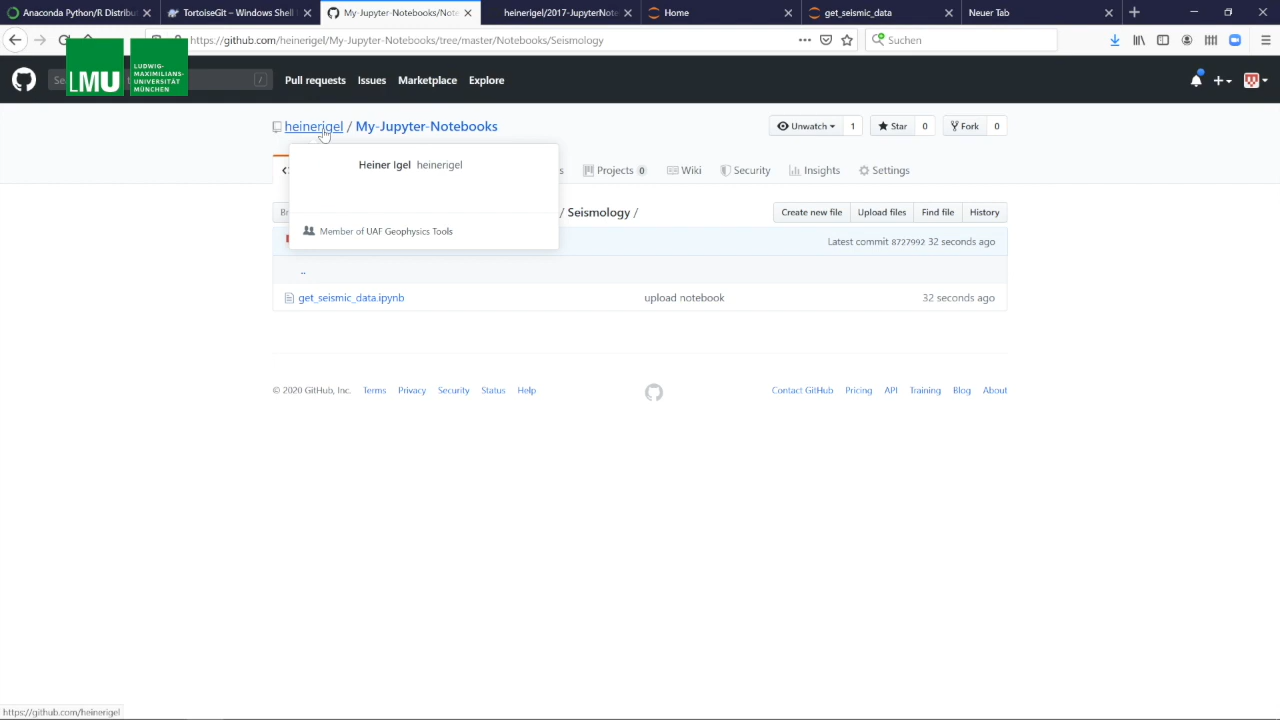 Anaconda Python/R Distribut
TortoiseGit – Windows Shell I
My-Jupyter-Notebooks/Note
heinerigel/2017-JupyterNote
Home
get_seismic_data
Neuer Tab
https://github.com/heinerigel/My-Jupyter-Notebooks/tree/master/Notebooks/Seismology
Suchen
LMU
LUDWIG-
MAXIMILIANS-
UNIVERSITÄT
MÜNCHEN
Se
/
Pull requests Issues Marketplace Explore
heinerigel / My-Jupyter-Notebooks
Unwatch 1 Star 0 Fork 0
Heiner Igel heinerigel
Member of UAF Geophysics Tools
s Projects 0 Wiki Security Insights Settings
/ Seismology /
Create new file Upload files Find file History
Latest commit 8727992 32 seconds ago
..
get_seismic_data.ipynb upload notebook 32 seconds ago
© 2020 GitHub, Inc. Terms Privacy Security Status Help
Contact GitHub Pricing API Training Blog About
https://github.com/heinerigel